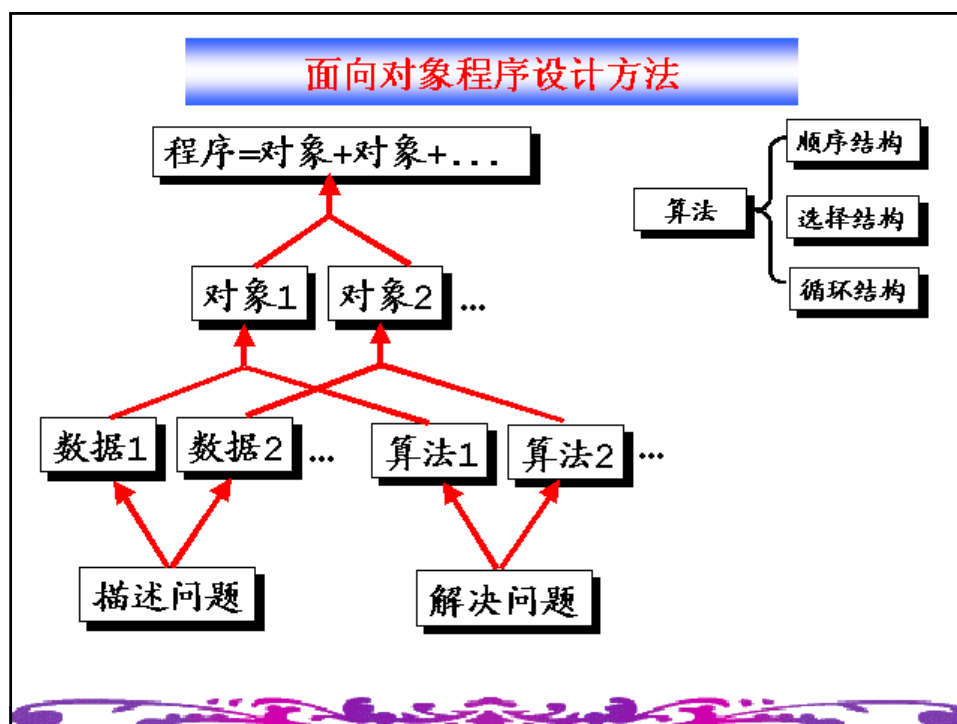 面向对象程序设计方法
程序=对象+对象+...
顺序结构
算法
选择结构
循环结构
对象1
对象2
...
数据1
数据2
...
算法1
算法2
...
描述问题
解决问题